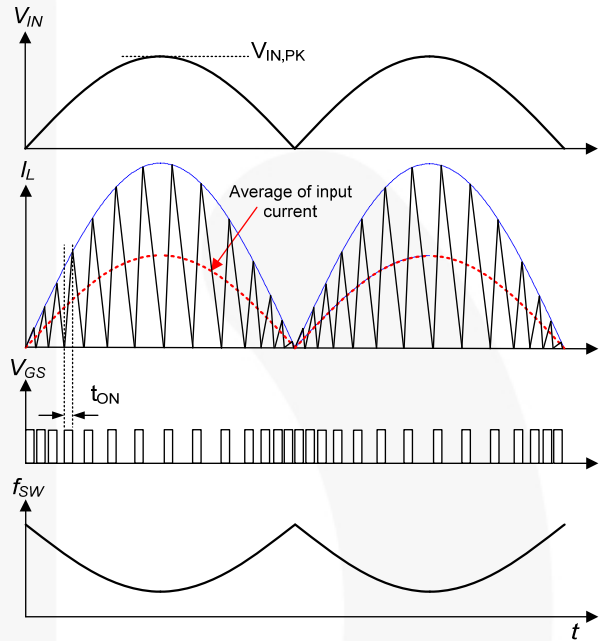 V_IN
V_IN,PK
I_L
Average of input
current
V_GS
t_ON
f_SW
t